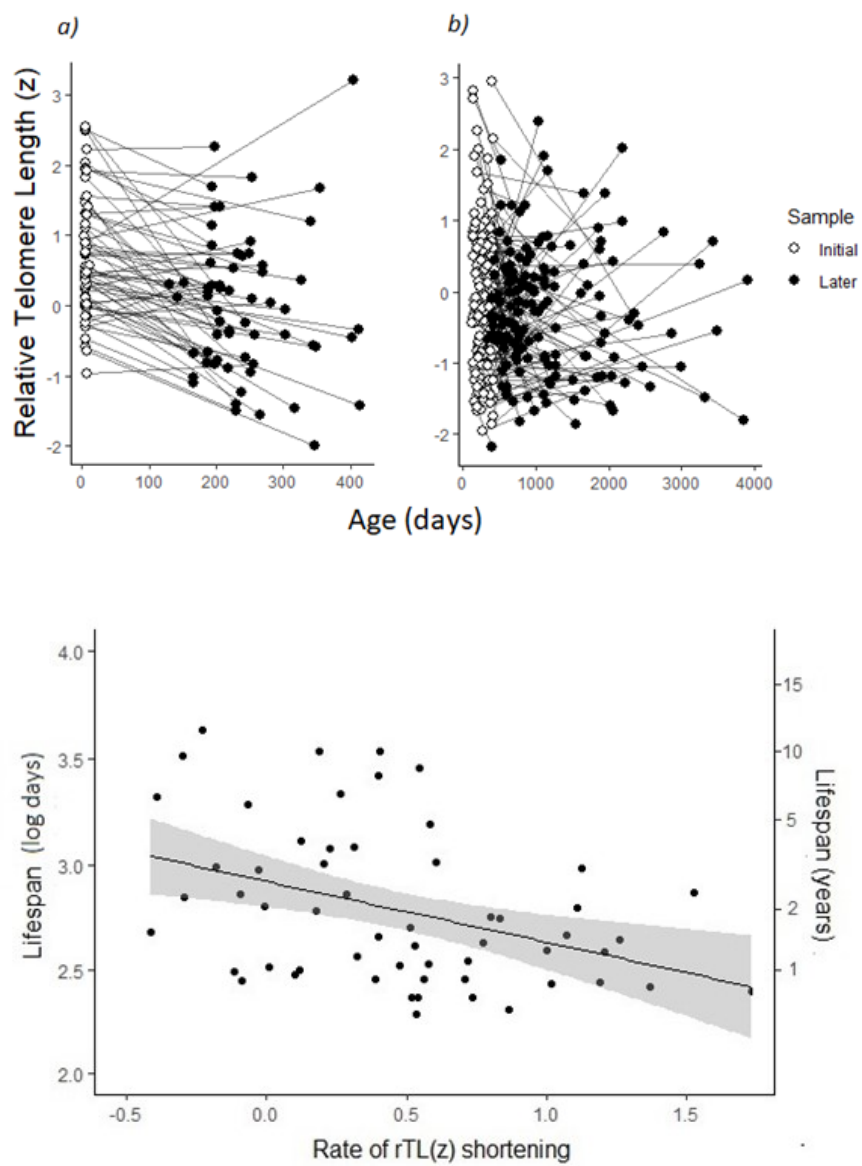 a)
b)
Relative Telomere Length (z)
3
2
1
0
-1
-2
0 100 200 300 400
3
2
1
0
-1
-2
0 1000 2000 3000 4000
Age (days)
Sample
Initial
Later
Lifespan (log days)
4.0
3.5
3.0
2.5
2.0
15
10
5
2
1
Lifespan (years)
-0.5 0.0 0.5 1.0 1.5
Rate of rTL(z) shortening